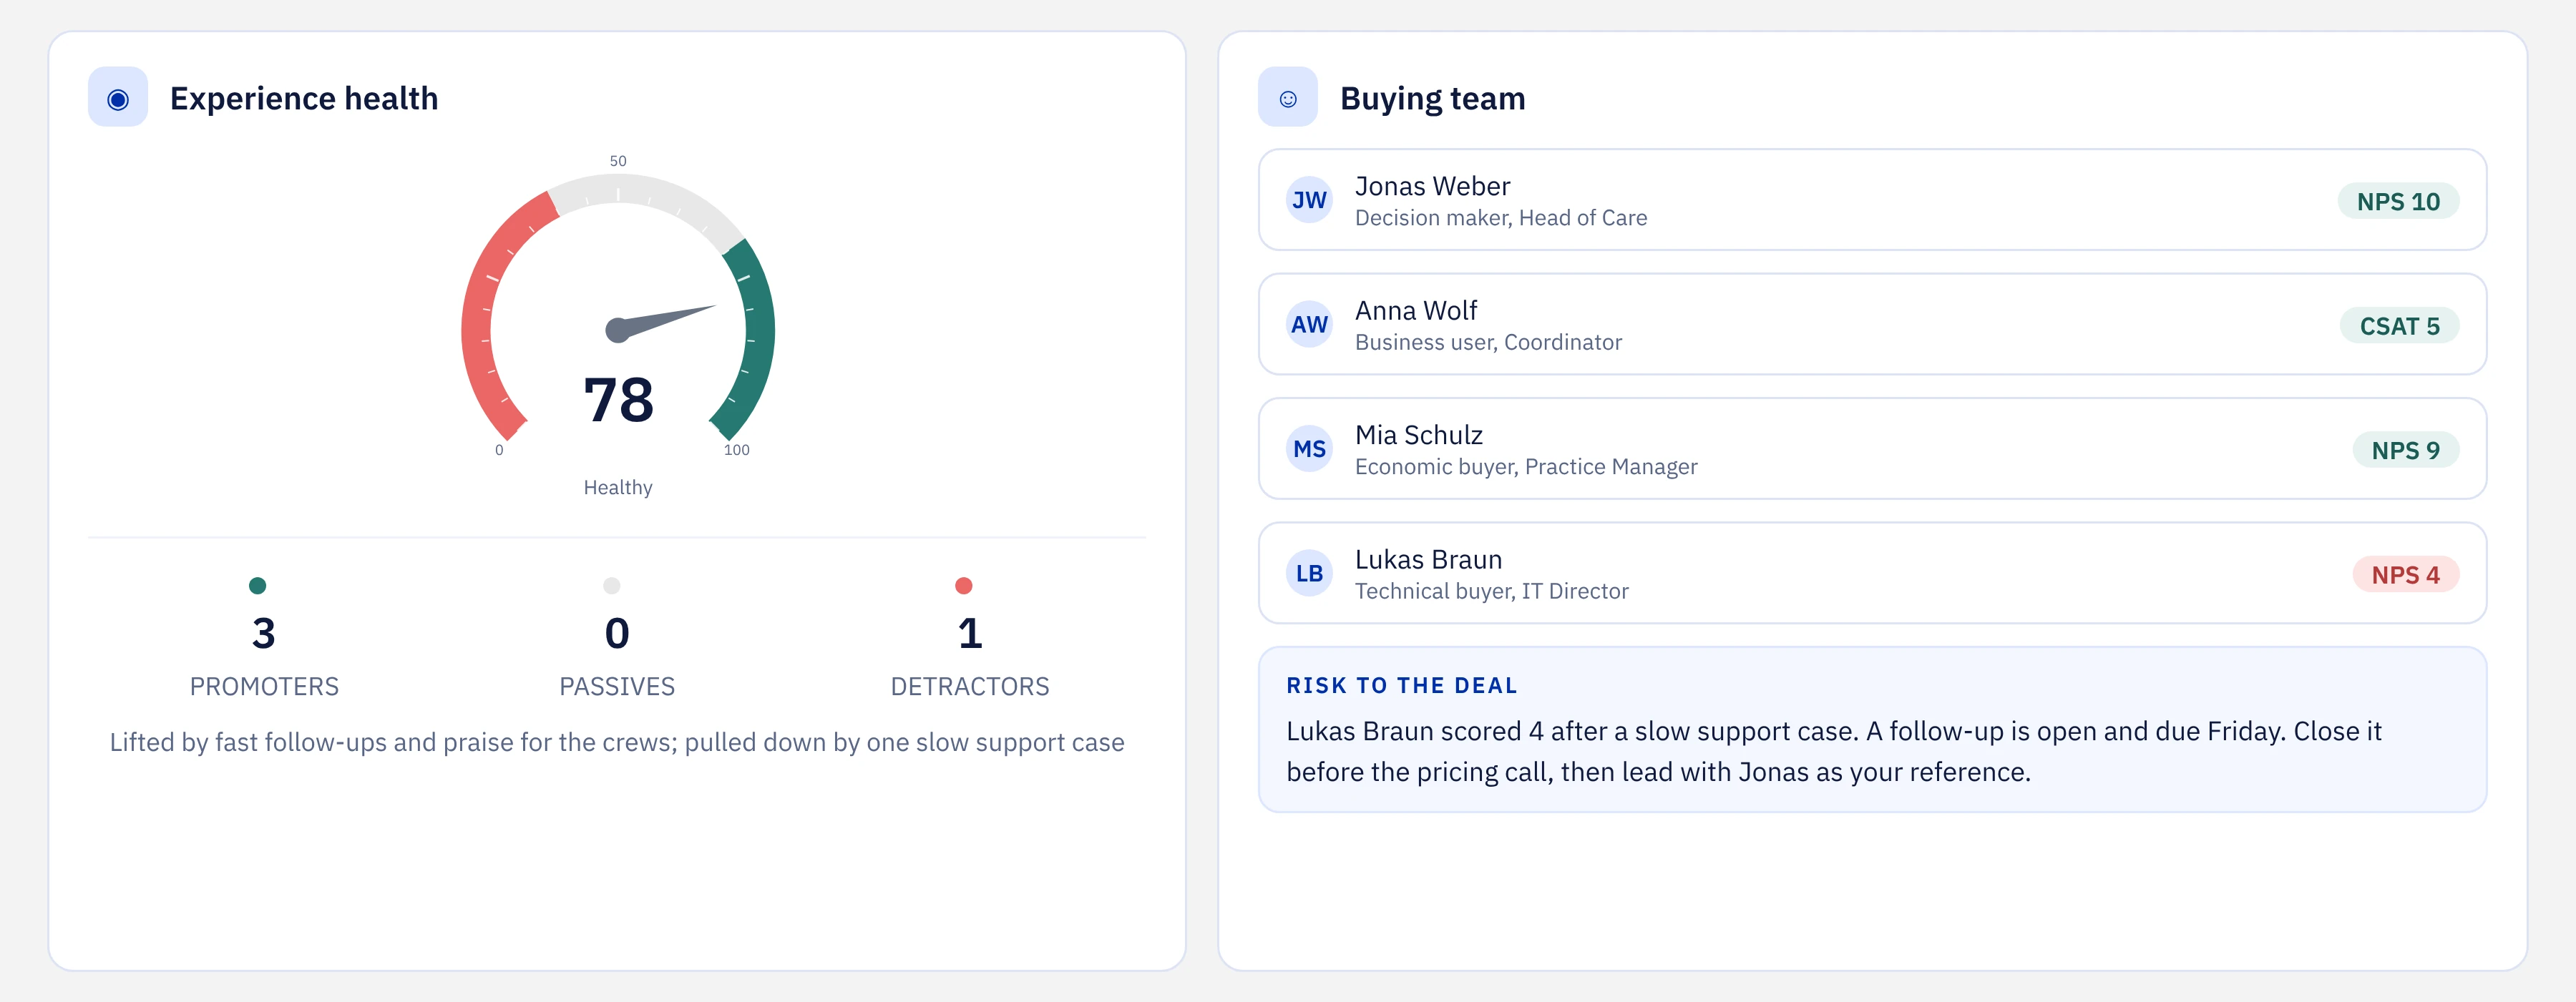 Experience health
50
78
0
100
Healthy
3
PROMOTERS
0
PASSIVES
1
DETRACTORS
Lifted by fast follow-ups and praise for the crews; pulled down by one slow support case
Buying team
JW
Jonas Weber
Decision maker, Head of Care
NPS 10
AW
Anna Wolf
Business user, Coordinator
CSAT 5
MS
Mia Schulz
Economic buyer, Practice Manager
NPS 9
LB
Lukas Braun
Technical buyer, IT Director
NPS 4
RISK TO THE DEAL
Lukas Braun scored 4 after a slow support case. A follow-up is open and due Friday. Close it
before the pricing call, then lead with Jonas as your reference.